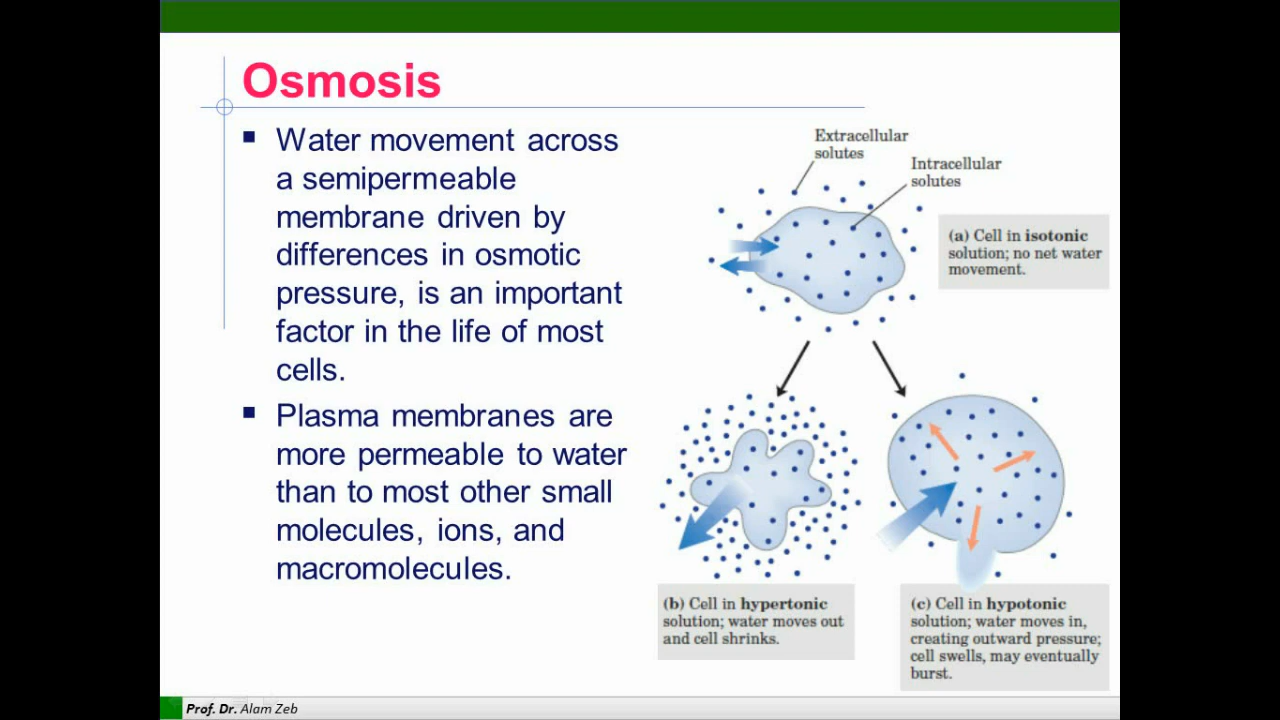 Osmosis
Water movement across
a semipermeable
membrane driven by
differences in osmotic
pressure, is an important
factor in the life of most
cells.
Plasma membranes are
more permeable to water
than to most other small
molecules, ions, and
macromolecules.
Extracellular
solutes
Intracellular
solutes
(a) Cell in isotonic
solution; no net water
movement.
(b) Cell in hypertonic
solution; water moves out
and cell shrinks.
(c) Cell in hypotonic
solution; water moves in,
creating outward pressure;
cell swells, may eventually
burst.
Prof. Dr. Alam Zeb